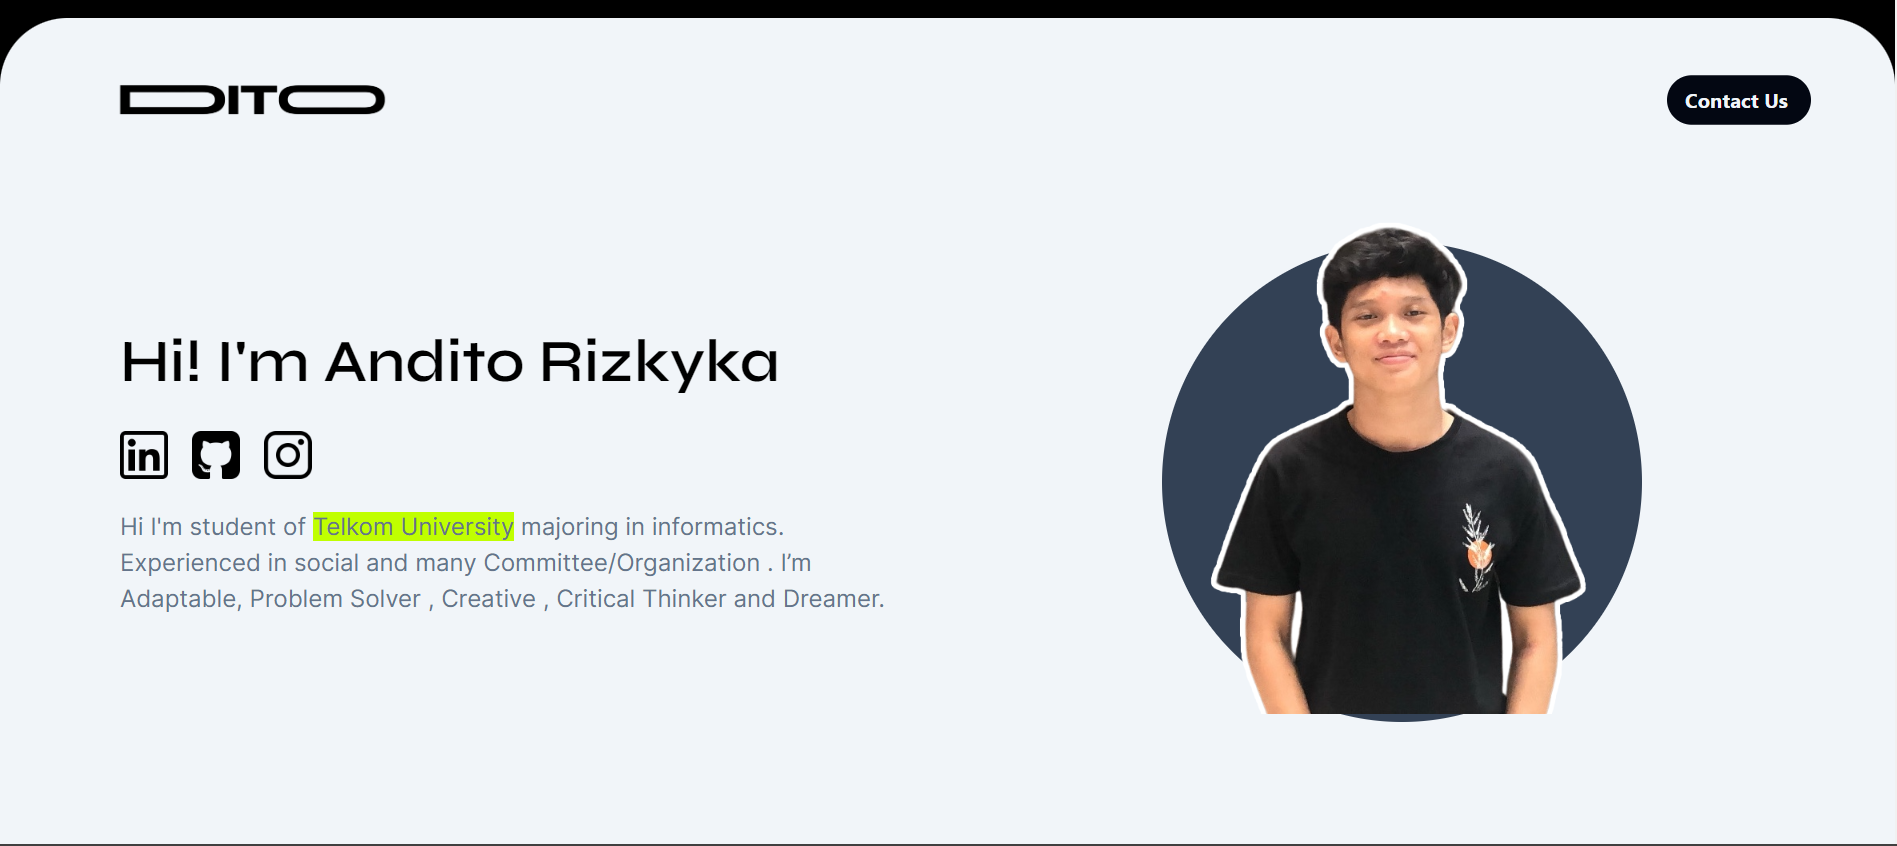 DITO
Contact Us
Hi! I'm Andito Rizkyka
in
Hi I'm student of Telkom University majoring in informatics.
Experienced in social and many Committee/Organization . I’m
Adaptable, Problem Solver , Creative , Critical Thinker and Dreamer.